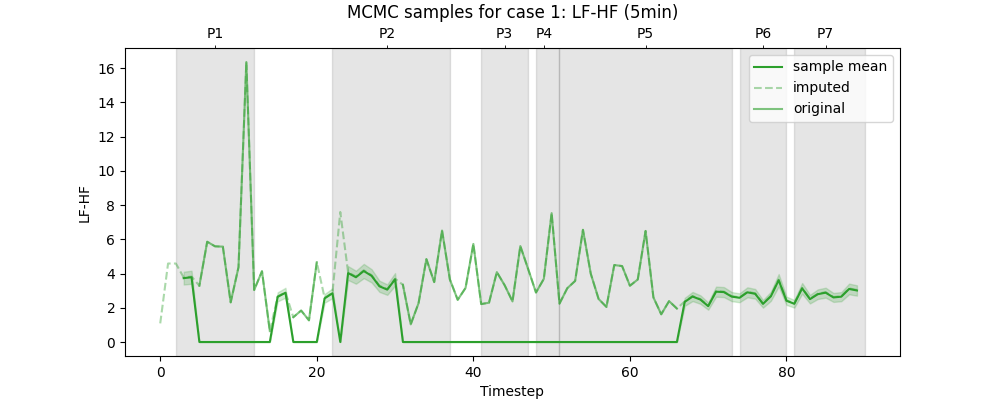 MCMC samples for case 1: LF-HF (5min)
P1 P2 P3 P4 P5 P6 P7
sample mean
imputed
original
16
14
12
10
8
6
4
2
0
LF-HF
0 20 40 60 80
Timestep